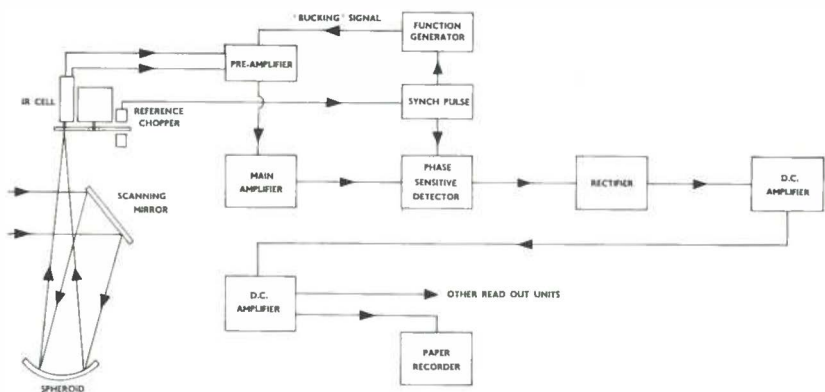 "BUCKING" SIGNAL
FUNCTION
GENERATOR
PRE-AMPLIFIER
IR CELL
REFERENCE
CHOPPER
SYNCH PULSE
SCANNING
MIRROR
MAIN
AMPLIFIER
PHASE
SENSITIVE
DETECTOR
RECTIFIER
D.C.
AMPLIFIER
D.C.
AMPLIFIER
OTHER READ OUT UNITS
PAPER
RECORDER
SPHEROID